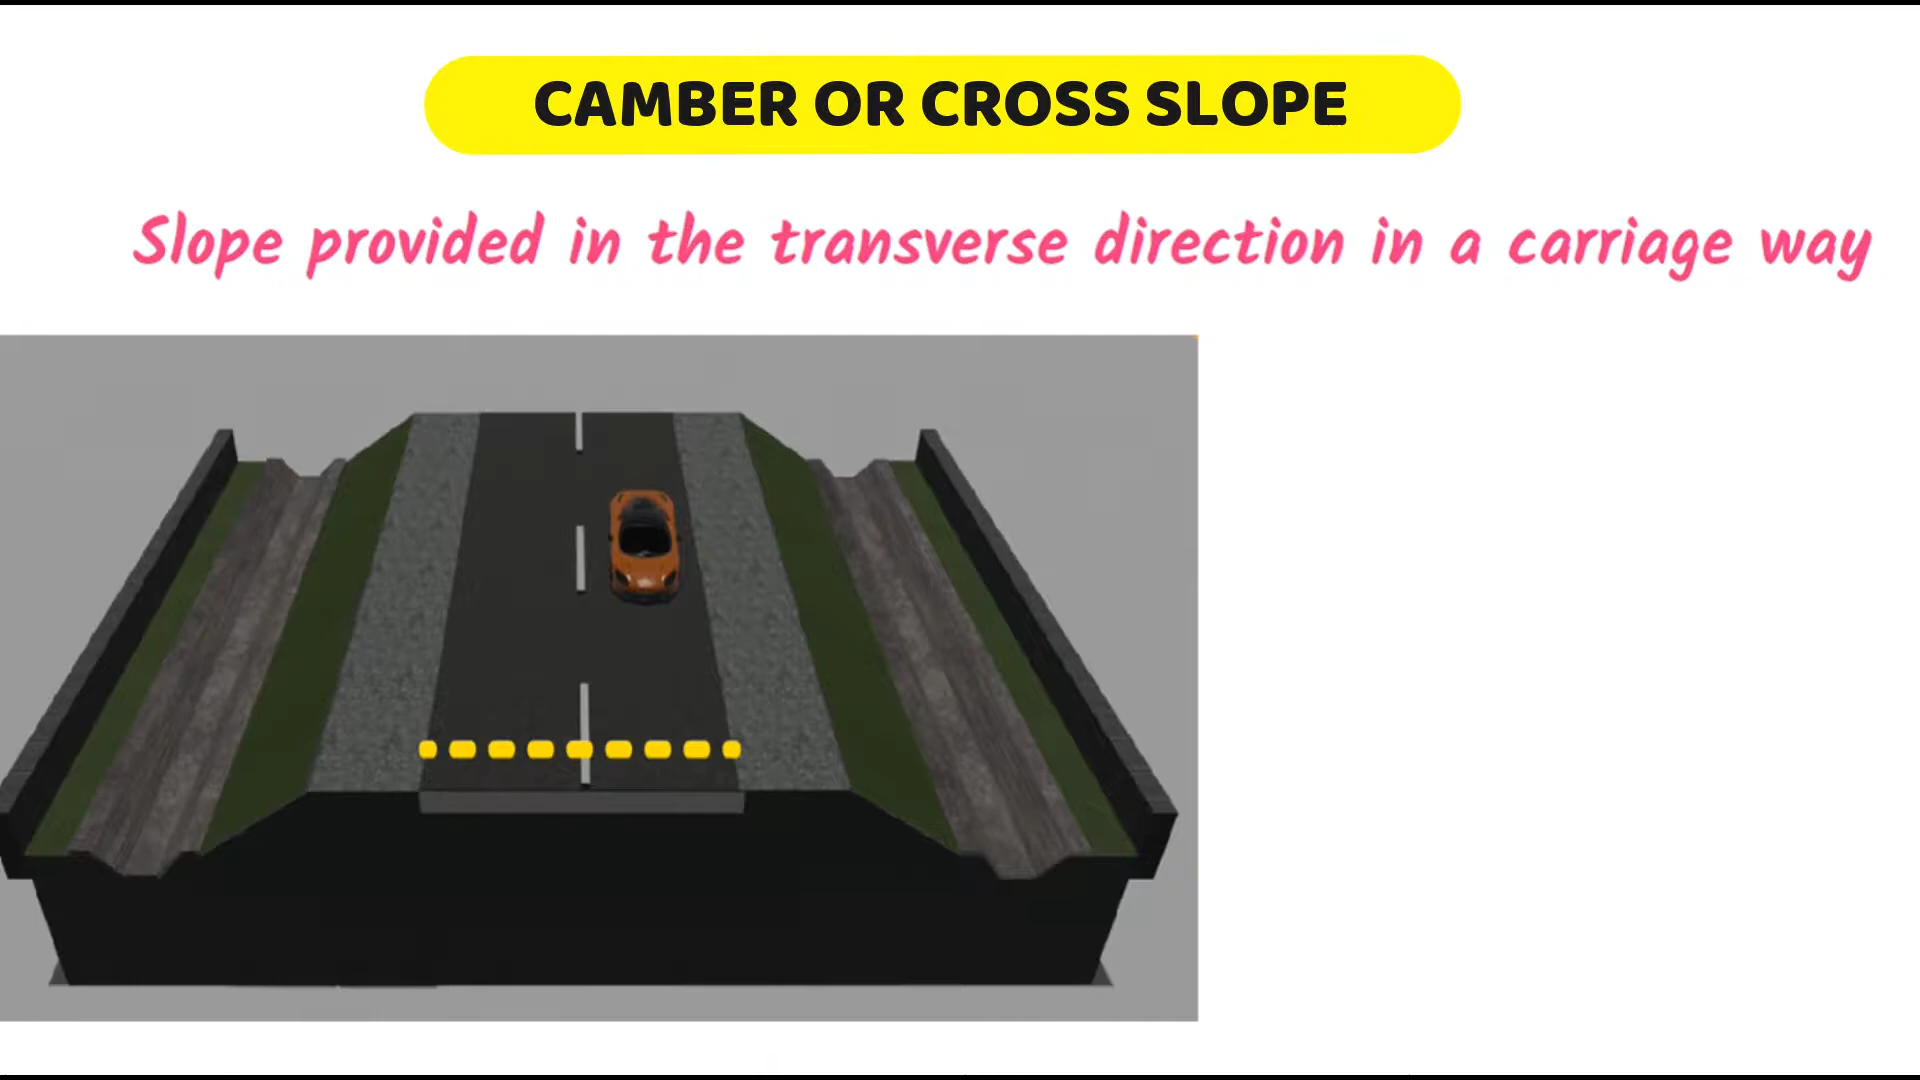 CAMBER OR CROSS SLOPE
Slope provided in the transverse direction in a carriage way